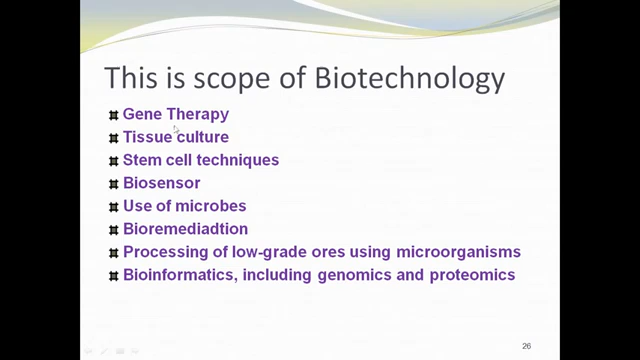 This is scope of Biotechnology
Gene Therapy
Tissue culture
Stem cell techniques
Biosensor
Use of microbes
Bioremediadtion
Processing of low-grade ores using microorganisms
Bioinformatics, including genomics and proteomics
26